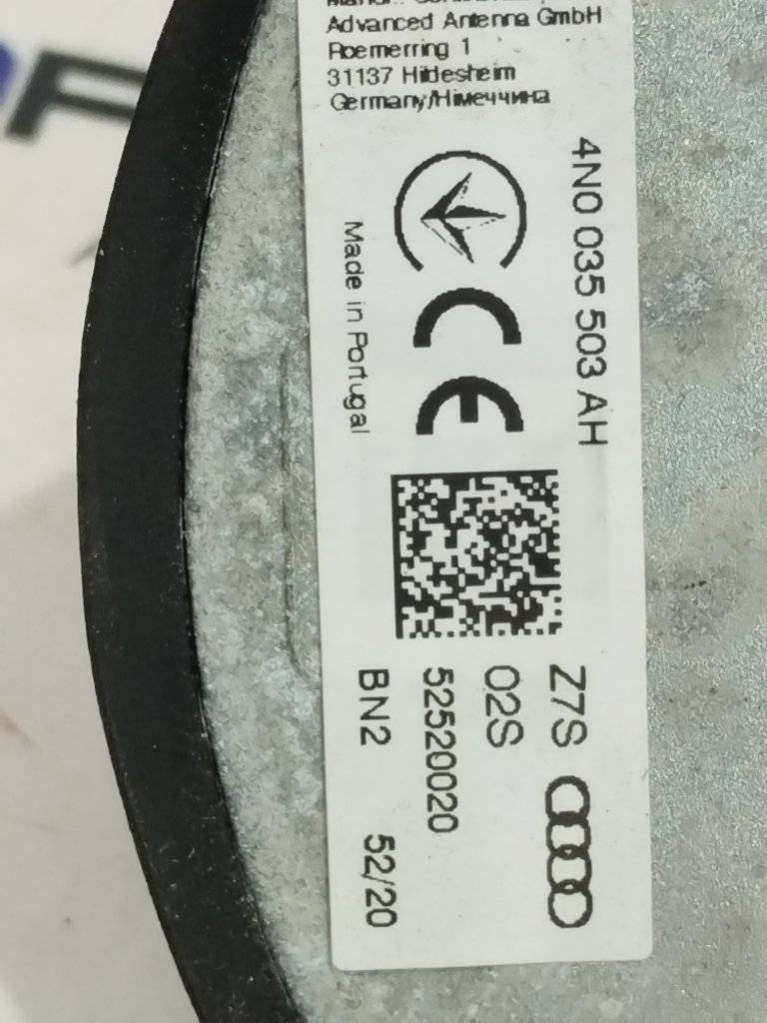 Advanced Antenna GmbH
Roemerring 1
31137 Hildesheim
Germany/Німеччина
4N0 035 503 AH
CE
Made in Portugal
Z7S
02S
52520020
BN2 52/20